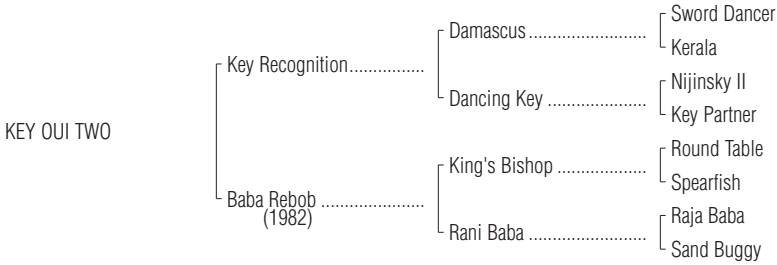 Sword Dancer
Damascus ..........................
Kerala
Key Recognition................
Nijinsky II
Dancing Key ......................
Key Partner
KEY OUI TWO
Round Table
King's Bishop ....................
Spearfish
Baba Rebob ......................
(1982)
Raja Baba
Rani Baba ..........................
Sand Buggy